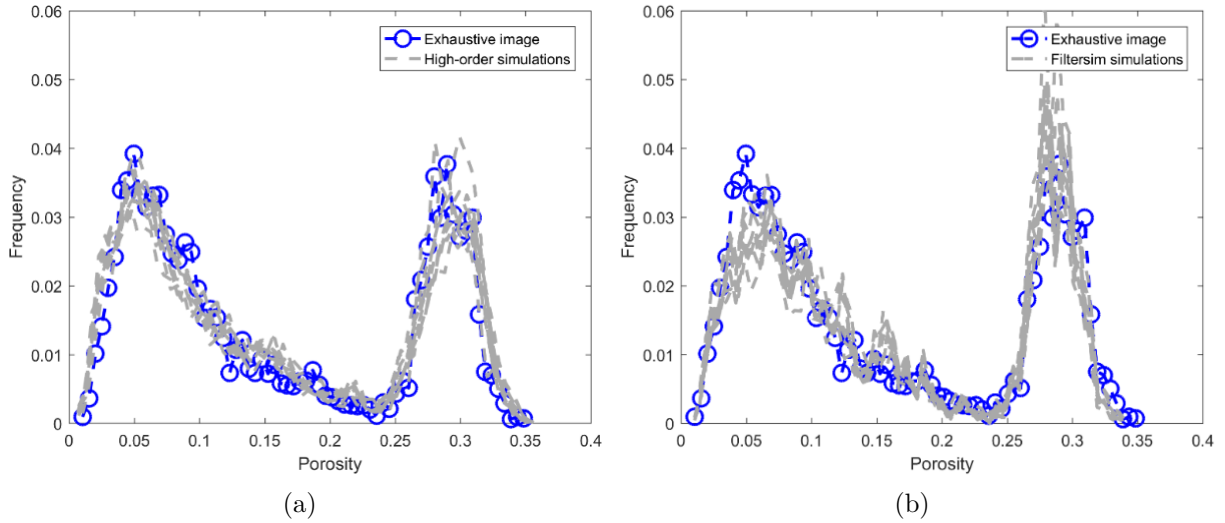 0.06
0.05
0.04
0.03
0.02
0.01
0
Frequency
0 0.05 0.1 0.15 0.2 0.25 0.3 0.35 0.4
Porosity
Exhaustive image
High-order simulations
(a)
0.06
0.05
0.04
0.03
0.02
0.01
0
Frequency
0 0.05 0.1 0.15 0.2 0.25 0.3 0.35 0.4
Porosity
Exhaustive image
Filtersim simulations
(b)